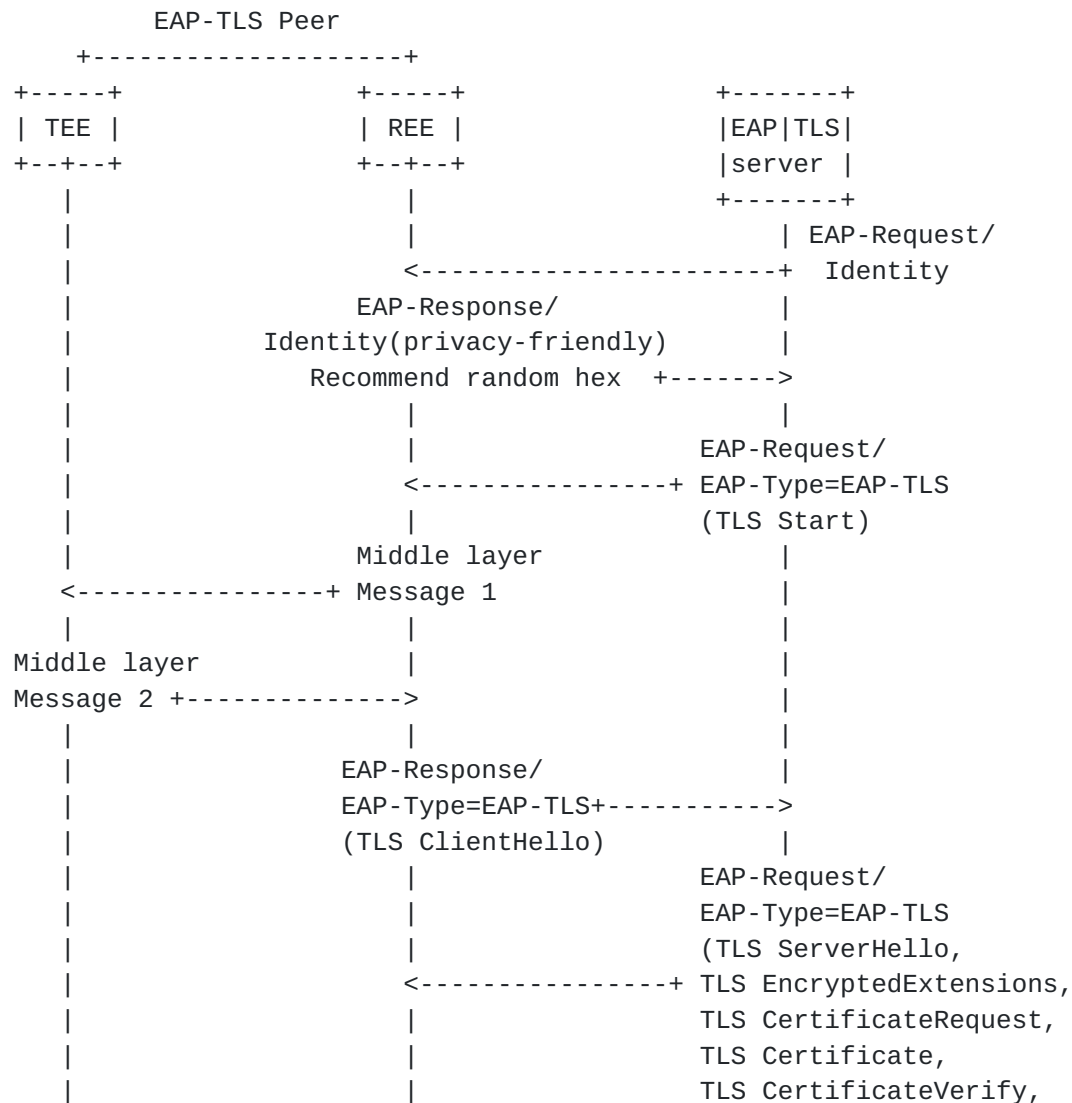 EAP-TLS Peer
    +--------------------+
+-----+               +-----+                +-------+
| TEE |               | REE |                |EAP|TLS|
+--+--+               +--+--+                |server |
   |                     |                   +-------+
   |                     |                       | EAP-Request/
   |                     <-----------------------+  Identity
   |                  EAP-Response/              |
   |            Identity(privacy-friendly)       |
   |               Recommend random hex  +------->
   |                     |                       |
   |                     |                  EAP-Request/
   |                     <----------------+ EAP-Type=EAP-TLS
   |                     |                  (TLS Start)
   |                  Middle layer               |
   <----------------+ Message 1                  |
   |                     |                       |
Middle layer             |                       |
Message 2 +-------------->                       |
   |                     |                       |
   |                 EAP-Response/               |
   |                 EAP-Type=EAP-TLS+----------->
   |                 (TLS ClientHello)           |
   |                     |                  EAP-Request/
   |                     |                  EAP-Type=EAP-TLS
   |                     |                  (TLS ServerHello,
   |                     <----------------+ TLS EncryptedExtensions,
   |                     |                  TLS CertificateRequest,
   |                     |                  TLS Certificate,
   |                     |                  TLS CertificateVerify,